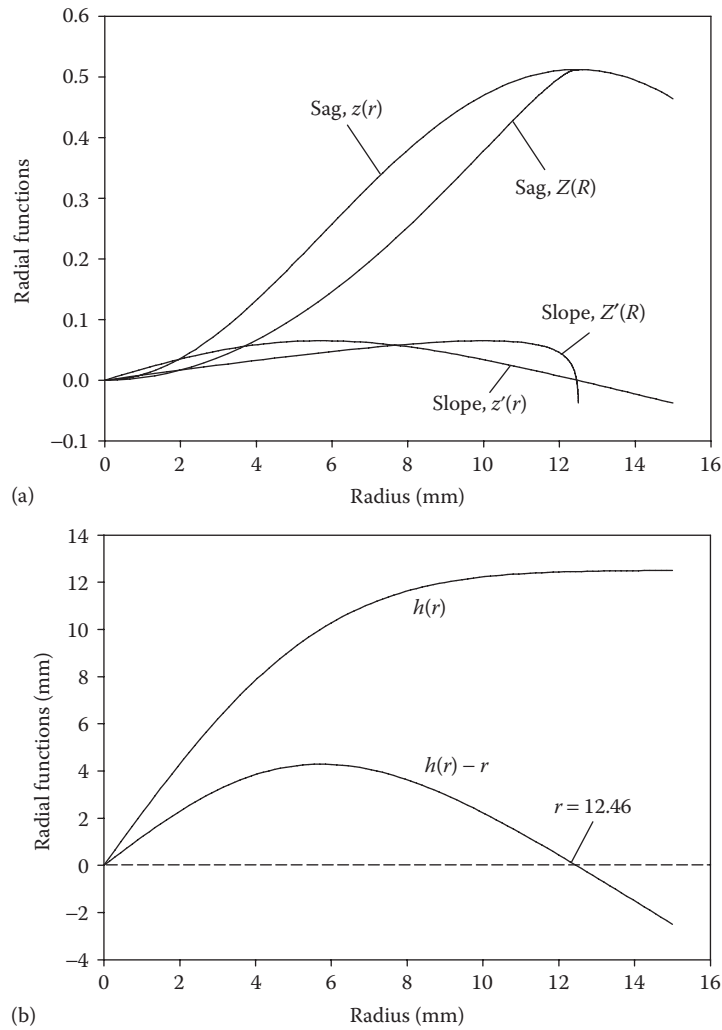 0.6
0.5
0.4
0.3
0.2
0.1
0.0
−0.1
Radial functions
Sag, z(r)
Sag, Z(R)
Slope, Z′(R)
Slope, z′(r)
0 2 4 6 8 10 12 14 16
(a)
Radius (mm)
14
12
10
8
6
4
2
0
−2
−4
Radial functions (mm)
h(r)
h(r) − r
r = 12.46
0 2 4 6 8 10 12 14 16
(b)
Radius (mm)